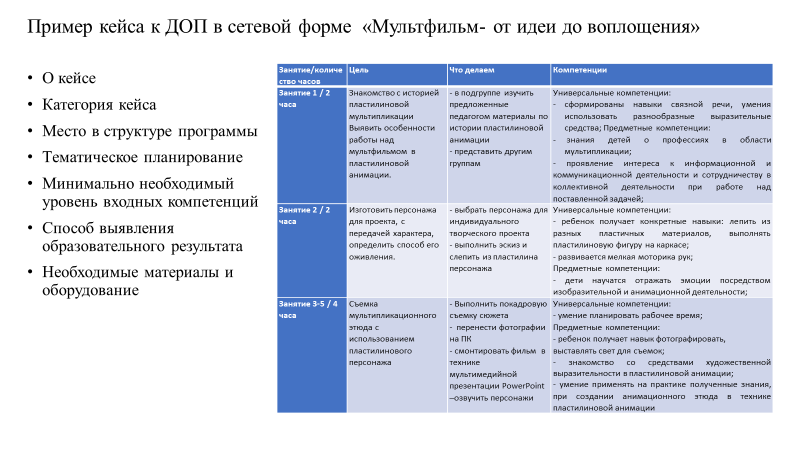 Пример кейса к ДОП в сетевой форме «Мультфильм- от идеи до воплощения»
• О кейсе
• Категория кейса
• Место в структуре программы
• Тематическое планирование
• Минимально необходимый
уровень входных компетенций
• Способ выявления
образовательного результата
• Необходимые материалы и
оборудование
Занятие/количе
ство часов
Цель
Что делаем
Компетенции
Занятие 1 / 2
часа
Знакомство с историей
пластилиновой
мультипликации
Выявить особенности
работы над
мультфильмом в
пластилиновой
анимации.
- в подгруппе изучить
предложенные
педагогом материалы по
истории пластилиновой
анимации
- представить другим
группам
Универсальные компетенции:
- сформированы навыки связной речи, умения
использовать разнообразные выразительные
средства; Предметные компетенции:
- знания детей о профессиях в области
мультипликации;
- проявление интереса к информационной и
коммуникационной деятельности и сотрудничеству в
коллективной деятельности при работе над
поставленной задачей;
Занятие 2 / 2
часа
Изготовить персонажа
для проекта, с
передачей характера,
определить способ его
оживления.
- выбрать персонажа для
индивидуального
творческого проекта
- выполнить эскиз и
слепить из пластилина
персонажа
Универсальные компетенции:
- ребенок получает конкретные навыки: лепить из
разных пластичных материалов, выполнять
пластилиновую фигуру на каркасе;
- развивается мелкая моторика рук;
Предметные компетенции:
- дети научатся отражать эмоции посредством
изобразительной и анимационной деятельности;
Занятие 3-5 / 4
часа
Съемка
мультипликационного
этюда с
использованием
пластилинового
персонажа
- Выполнить покадровую
съемку сюжета
- перенести фотографии
на ПК
- смонтировать фильм в
технике
мультимедийной
презентации PowerPoint
–озвучить персонажи
Универсальные компетенции:
- умение планировать рабочее время;
Предметные компетенции:
- ребенок получает навык фотографировать,
выставлять свет для съемок;
- знакомство со средствами художественной
выразительности в пластилиновой анимации;
- умение применять на практике полученные знания,
при создании анимационного этюда в технике
пластилиновой анимации